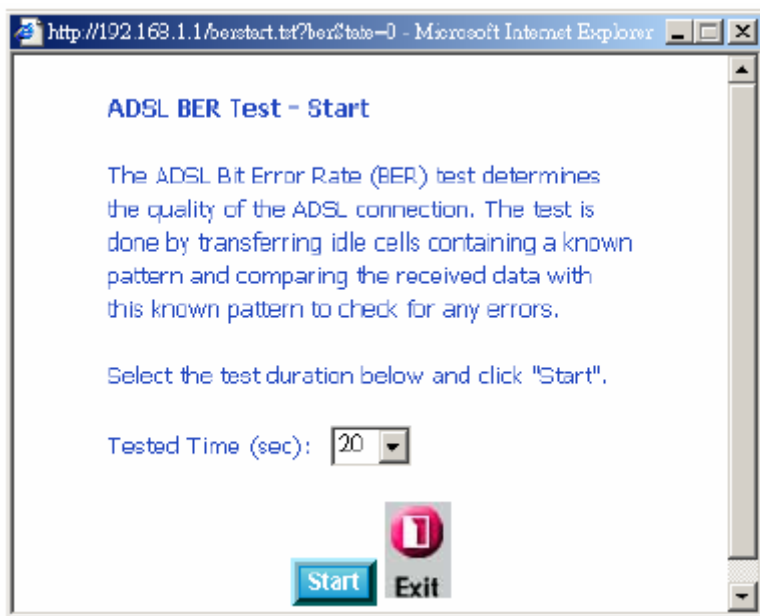 http://192.168.1.1/berstart.tst?berState=0 - Microsoft Internet Explorer
ADSL BER Test - Start
The ADSL Bit Error Rate (BER) test determines
the quality of the ADSL connection. The test is
done by transferring idle cells containing a known
pattern and comparing the received data with
this known pattern to check for any errors.
Select the test duration below and click "Start".
Tested Time (sec): 20
Start Exit